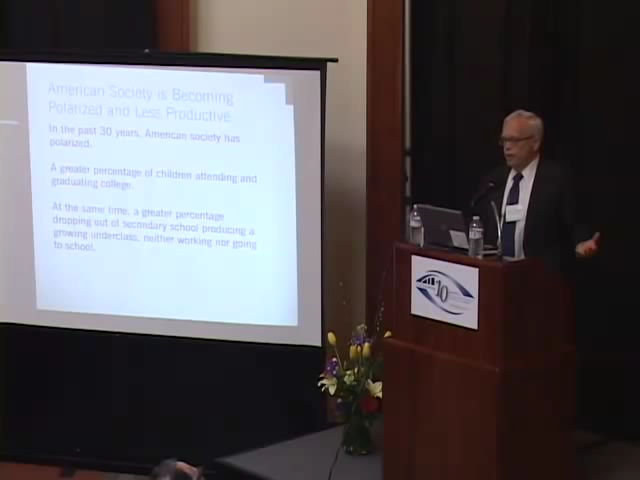 American Society is Becoming
Polarized and Less Productive
In the past 30 years, American society has
polarized.
A greater percentage of children attending and
graduating college.
At the same time, a greater percentage
dropping out of secondary school producing a
growing underclass, neither working nor going
to school.
10